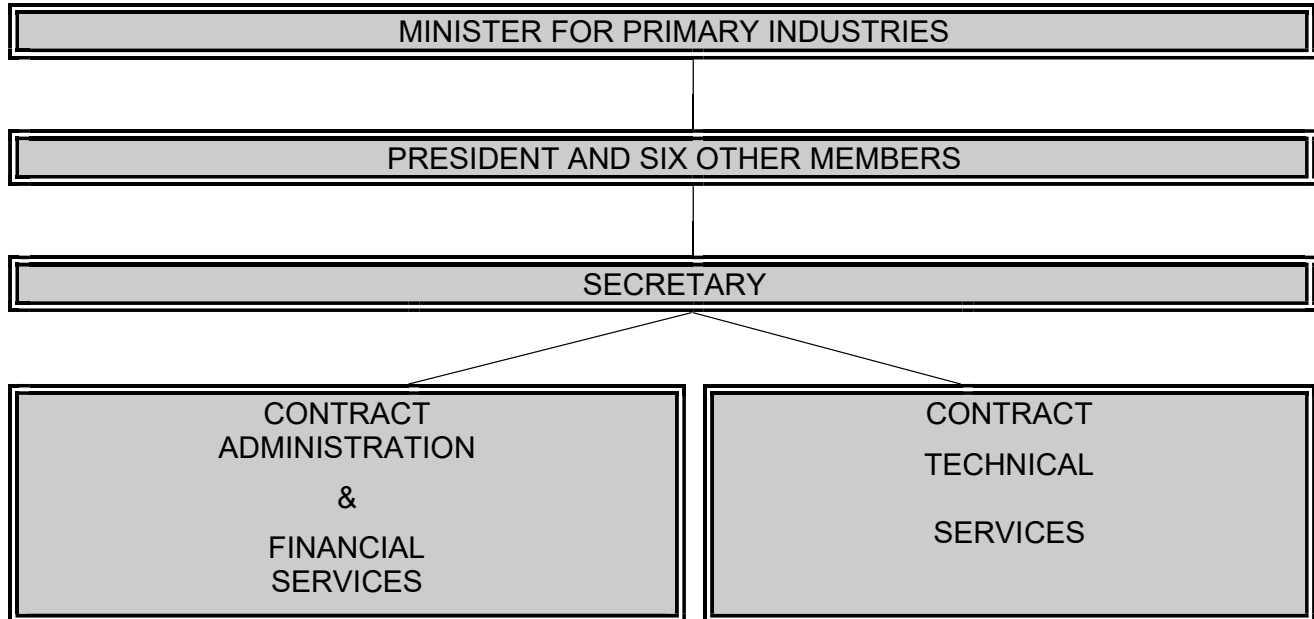 MINISTER FOR PRIMARY INDUSTRIES
PRESIDENT AND SIX OTHER MEMBERS
SECRETARY
CONTRACT
ADMINISTRATION
&
FINANCIAL
SERVICES
CONTRACT
TECHNICAL
SERVICES